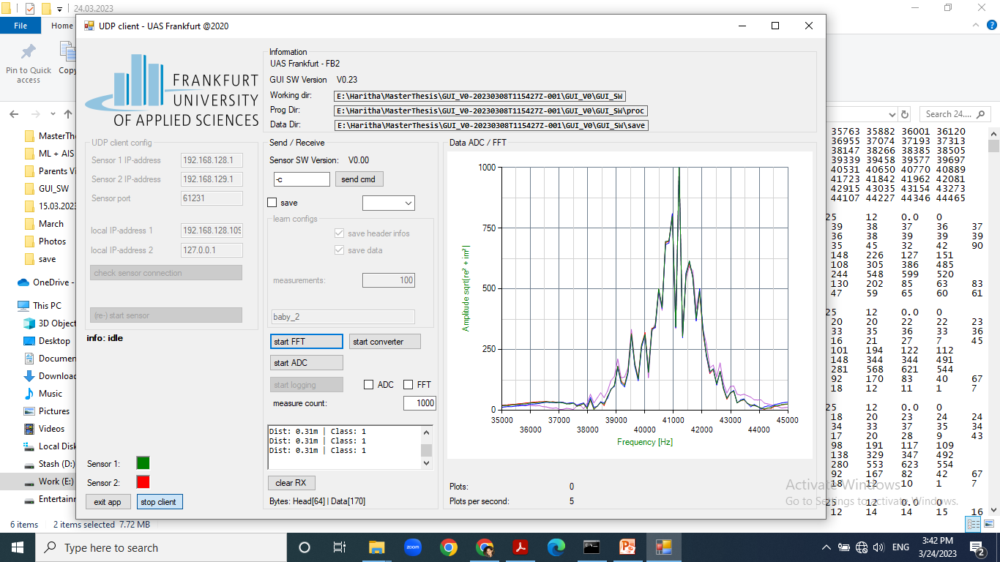 24.03.2023
File
Home
Pin to Quick
access
Copy
Search 24....
MasterThe
ML + AIS
Parents Vi
GUI_SW
15.03.2023
March
Photos
save
OneDrive -
This PC
3D Object
Desktop
Documen
Downloac
Music
Pictures
Videos
Local Disk
Stash (D:)
Work (E:)
Entertainr
6 items
2 items selected 7.72 MB
UDP client - UAS Frankfurt @2020
FRANKFURT
UNIVERSITY
OF APPLIED SCIENCES
Information
UAS Frankfurt - FB2
GUI SW Version V0.23
Working dir: E:\Haritha\MasterThesis\GUI_V0-20230308T115427Z-001\GUI_V0\GUI_SW
Prog Dir: E:\Haritha\MasterThesis\GUI_V0-20230308T115427Z-001\GUI_V0\GUI_SW\proc
Data Dir: E:\Haritha\MasterThesis\GUI_V0-20230308T115427Z-001\GUI_V0\GUI_SW\save
UDP client config
Sensor 1 IP-address 192.168.128.1
Sensor 2 IP-address 192.168.129.1
Sensor port 61231
local IP-address 1 192.168.128.109
local IP-address 2 127.0.0.1
check sensor connection
(re-) start sensor
info: idle
Sensor 1:
Sensor 2:
exit app
stop client
Send / Receive
Sensor SW Version: V0.00
-c
send cmd
save
learn configs
save header infos
save data
measurements: 100
baby_2
start FFT
start converter
start ADC
start logging
ADC
FFT
measure count: 1000
Dist: 0.31m | Class: 1
Dist: 0.31m | Class: 1
Dist: 0.31m | Class: 1
clear RX
Bytes: Head[64] | Data[170]
Data ADC / FFT
1000
750
500
250
0
Amplitude sqrt(re² + im²]
35000 37000 39000 41000 43000 45000
36000 38000 40000 42000 44000
Frequency [Hz]
Plots: 0
Plots per second: 5
35763 35882 36001 36120
36955 37074 37193 37313
38147 38266 38385 38505
39339 39458 39577 39697
40531 40650 40770 40889
41723 41842 41962 42081
42915 43035 43154 43273
44107 44227 44346 44465
25 12 0.0 0
39 38 37 36 37
36 38 39 39 39
35 45 32 42 90
148 226 127 151
108 305 386 485
244 548 599 520
130 202 85 63 83
47 59 65 60 61
25 12 0.0 0
20 20 22 22 23
33 35 36 33 36
16 21 27 7 45
101 194 122 112
148 344 344 491
281 568 621 544
92 170 83 40 67
18 12 11 1 7
25 12 0.0 0
18 20 23 24 24
34 33 37 35 34
17 20 28 9 43
98 191 117 109
138 329 347 492
280 553 623 554
92 167 82 42 67
18 12 10 1 7
25 12 0.0 0
12 14 14 15 16
Activate Windows
Go to Settings to activate Windows.
Type here to search
zoom
ENG
3:42 PM
3/24/2023
2